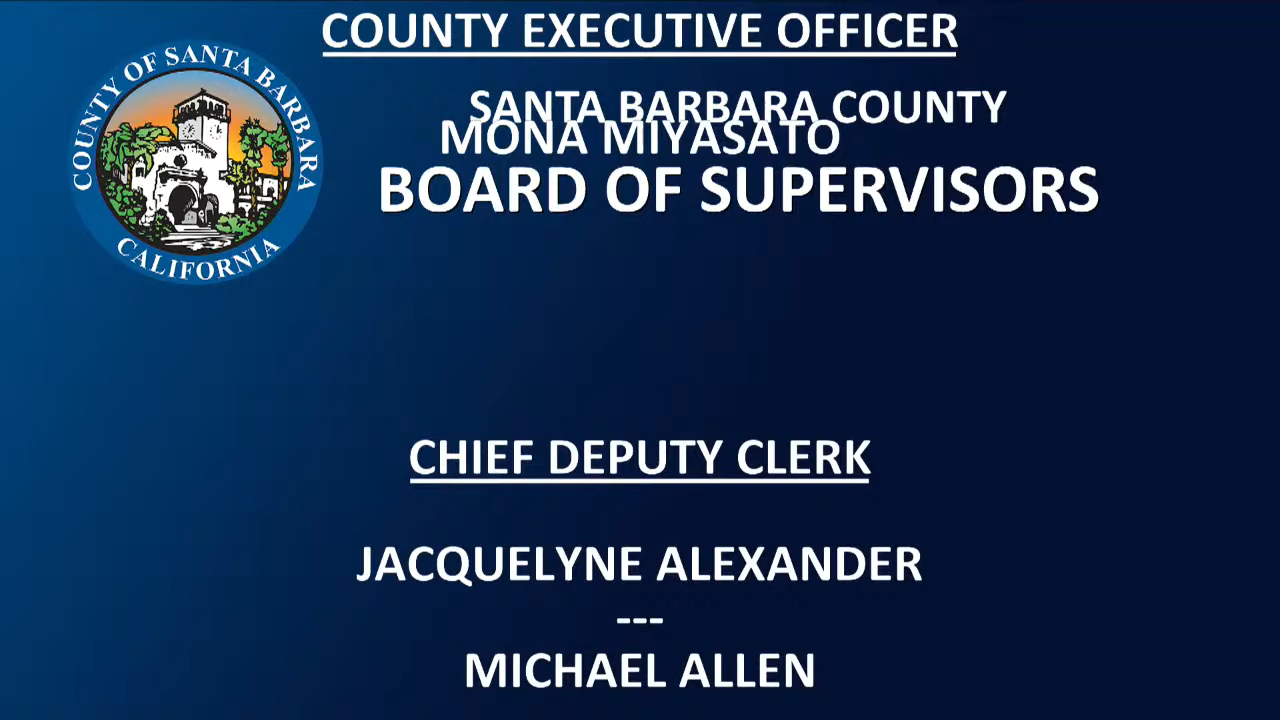 COUNTY EXECUTIVE OFFICER
COUNTY OF SANTA BARBARA
CALIFORNIA
SANTA BARBARA COUNTY
MONA MIYASATO
BOARD OF SUPERVISORS
CHIEF DEPUTY CLERK
JACQUELYNE ALEXANDER
---
MICHAEL ALLEN